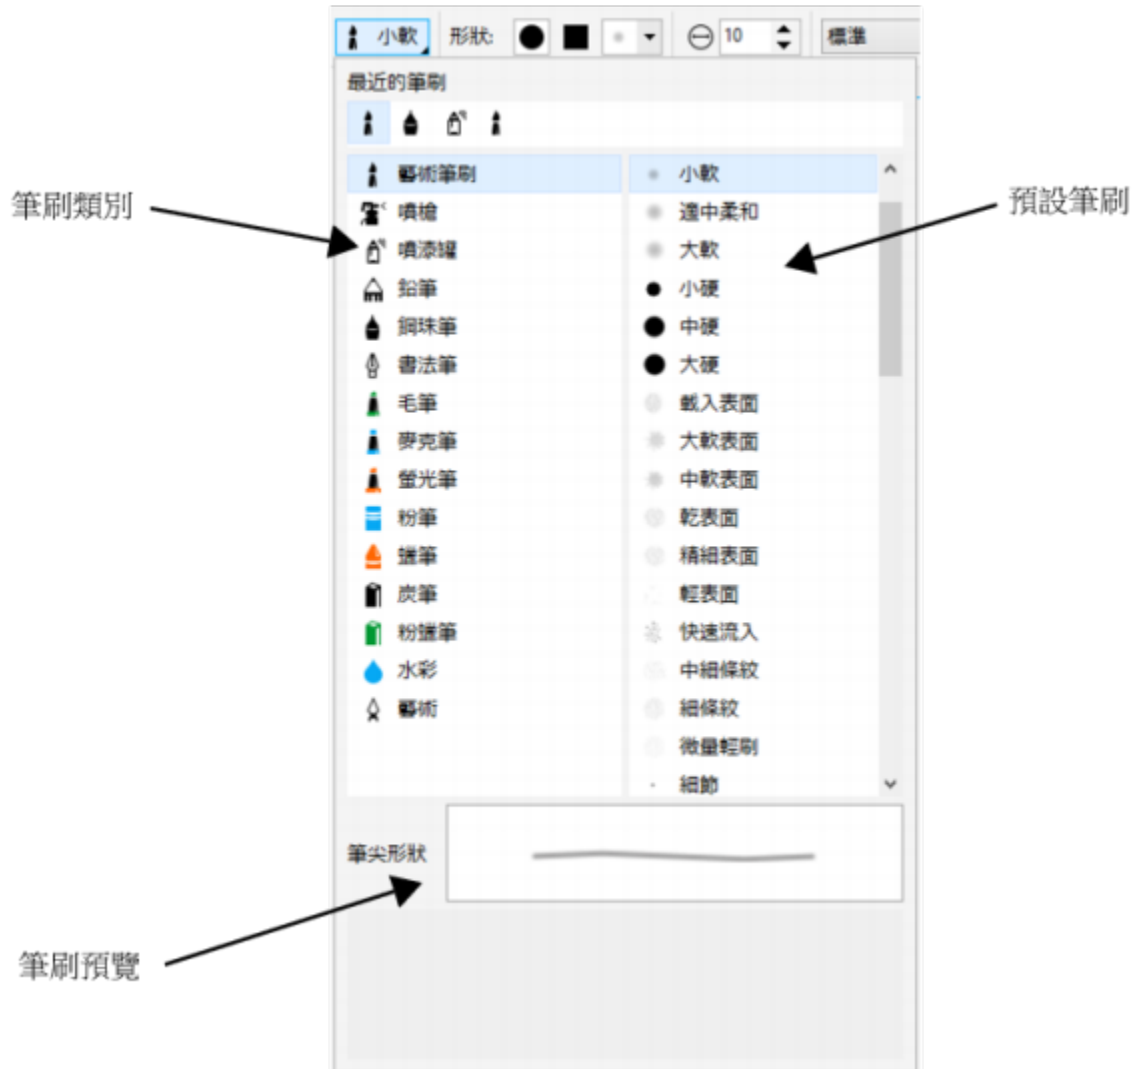 小軟 形狀: 10 標準
最近的筆刷
藝術筆刷 小軟
噴槍 適中柔和
噴漆罐 大軟
鉛筆 小硬
鋼珠筆 中硬
書法筆 大硬
毛筆 載入表面
麥克筆 大軟表面
螢光筆 中軟表面
粉筆 乾表面
蠟筆 精細表面
炭筆 輕表面
粉蠟筆 快速流入
水彩 中細條紋
藝術 細條紋
微量輕刷
細節
筆尖形狀
筆刷類別
預設筆刷
筆刷預覽